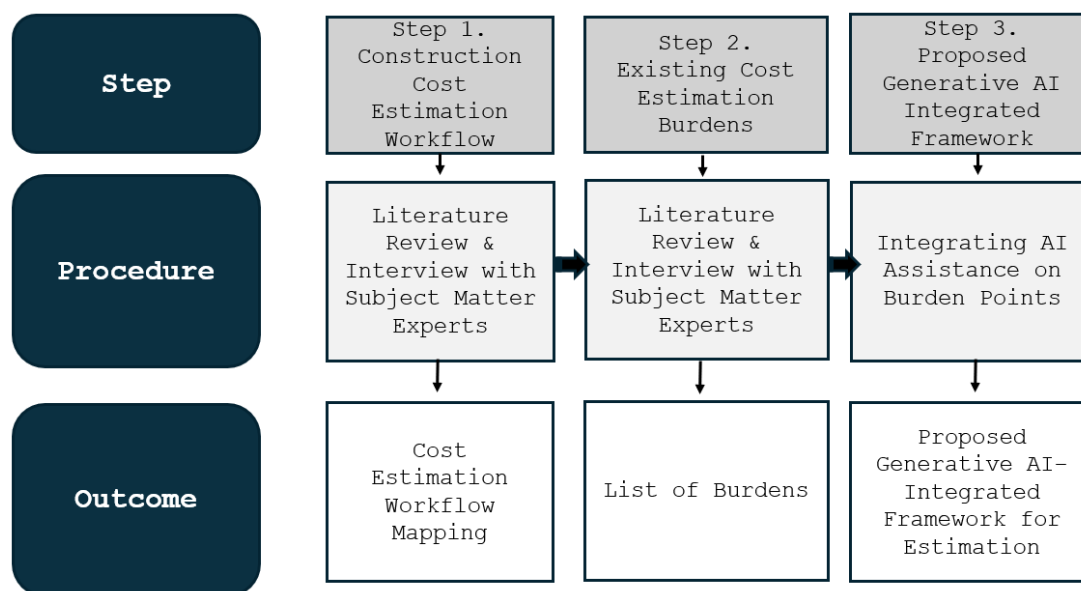 Step
Step 1.
Construction
Cost
Estimation
Workflow
Step 2.
Existing Cost
Estimation
Burdens
Step 3.
Proposed
Generative AI
Integrated
Framework
Procedure
Literature
Review &
Interview with
Subject Matter
Experts
Literature
Review &
Interview with
Subject Matter
Experts
Integrating AI
Assistance on
Burden Points
Outcome
Cost
Estimation
Workflow
Mapping
List of Burdens
Proposed
Generative AI-
Integrated
Framework for
Estimation